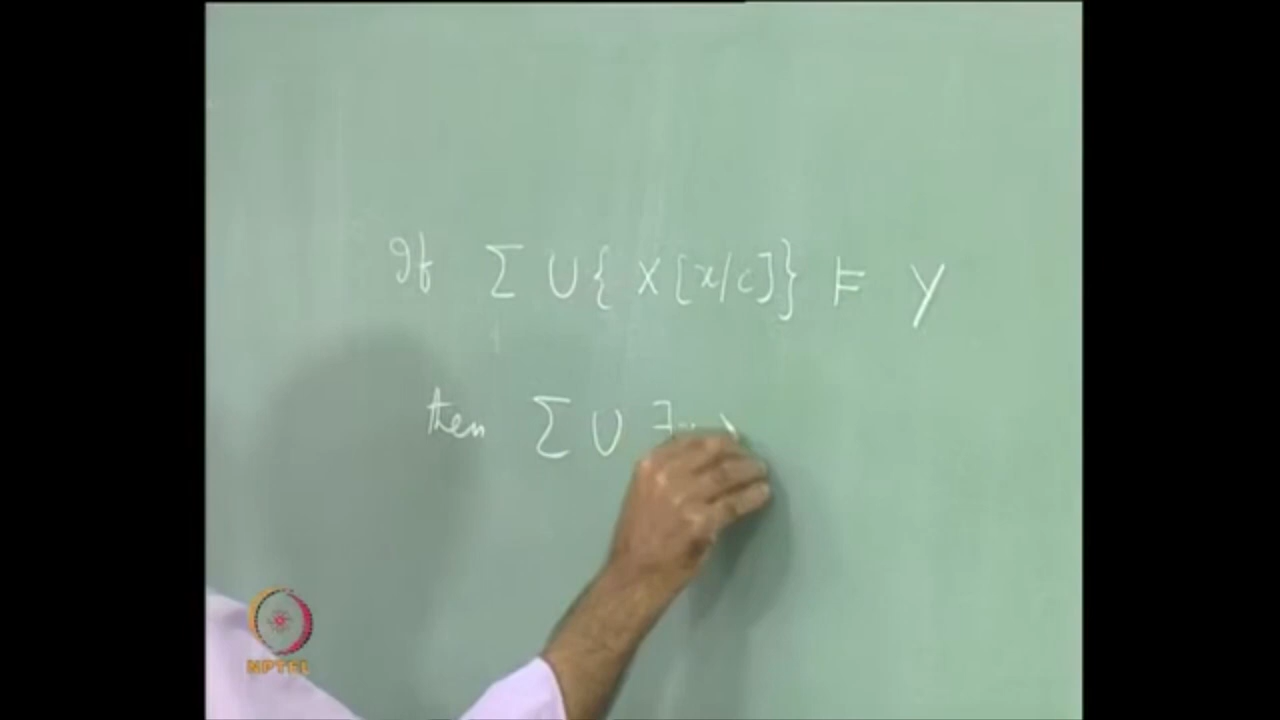 If Σ ∪ { X [x/c] } ⊨ Y
then Σ ∪ ∃x
NPTEL